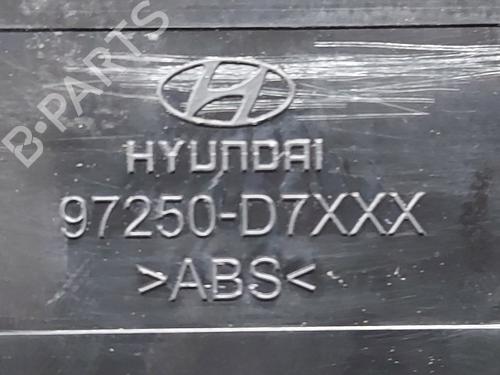 B-PARTS
HYUNDAI
97250-D7XXX
>ABS<